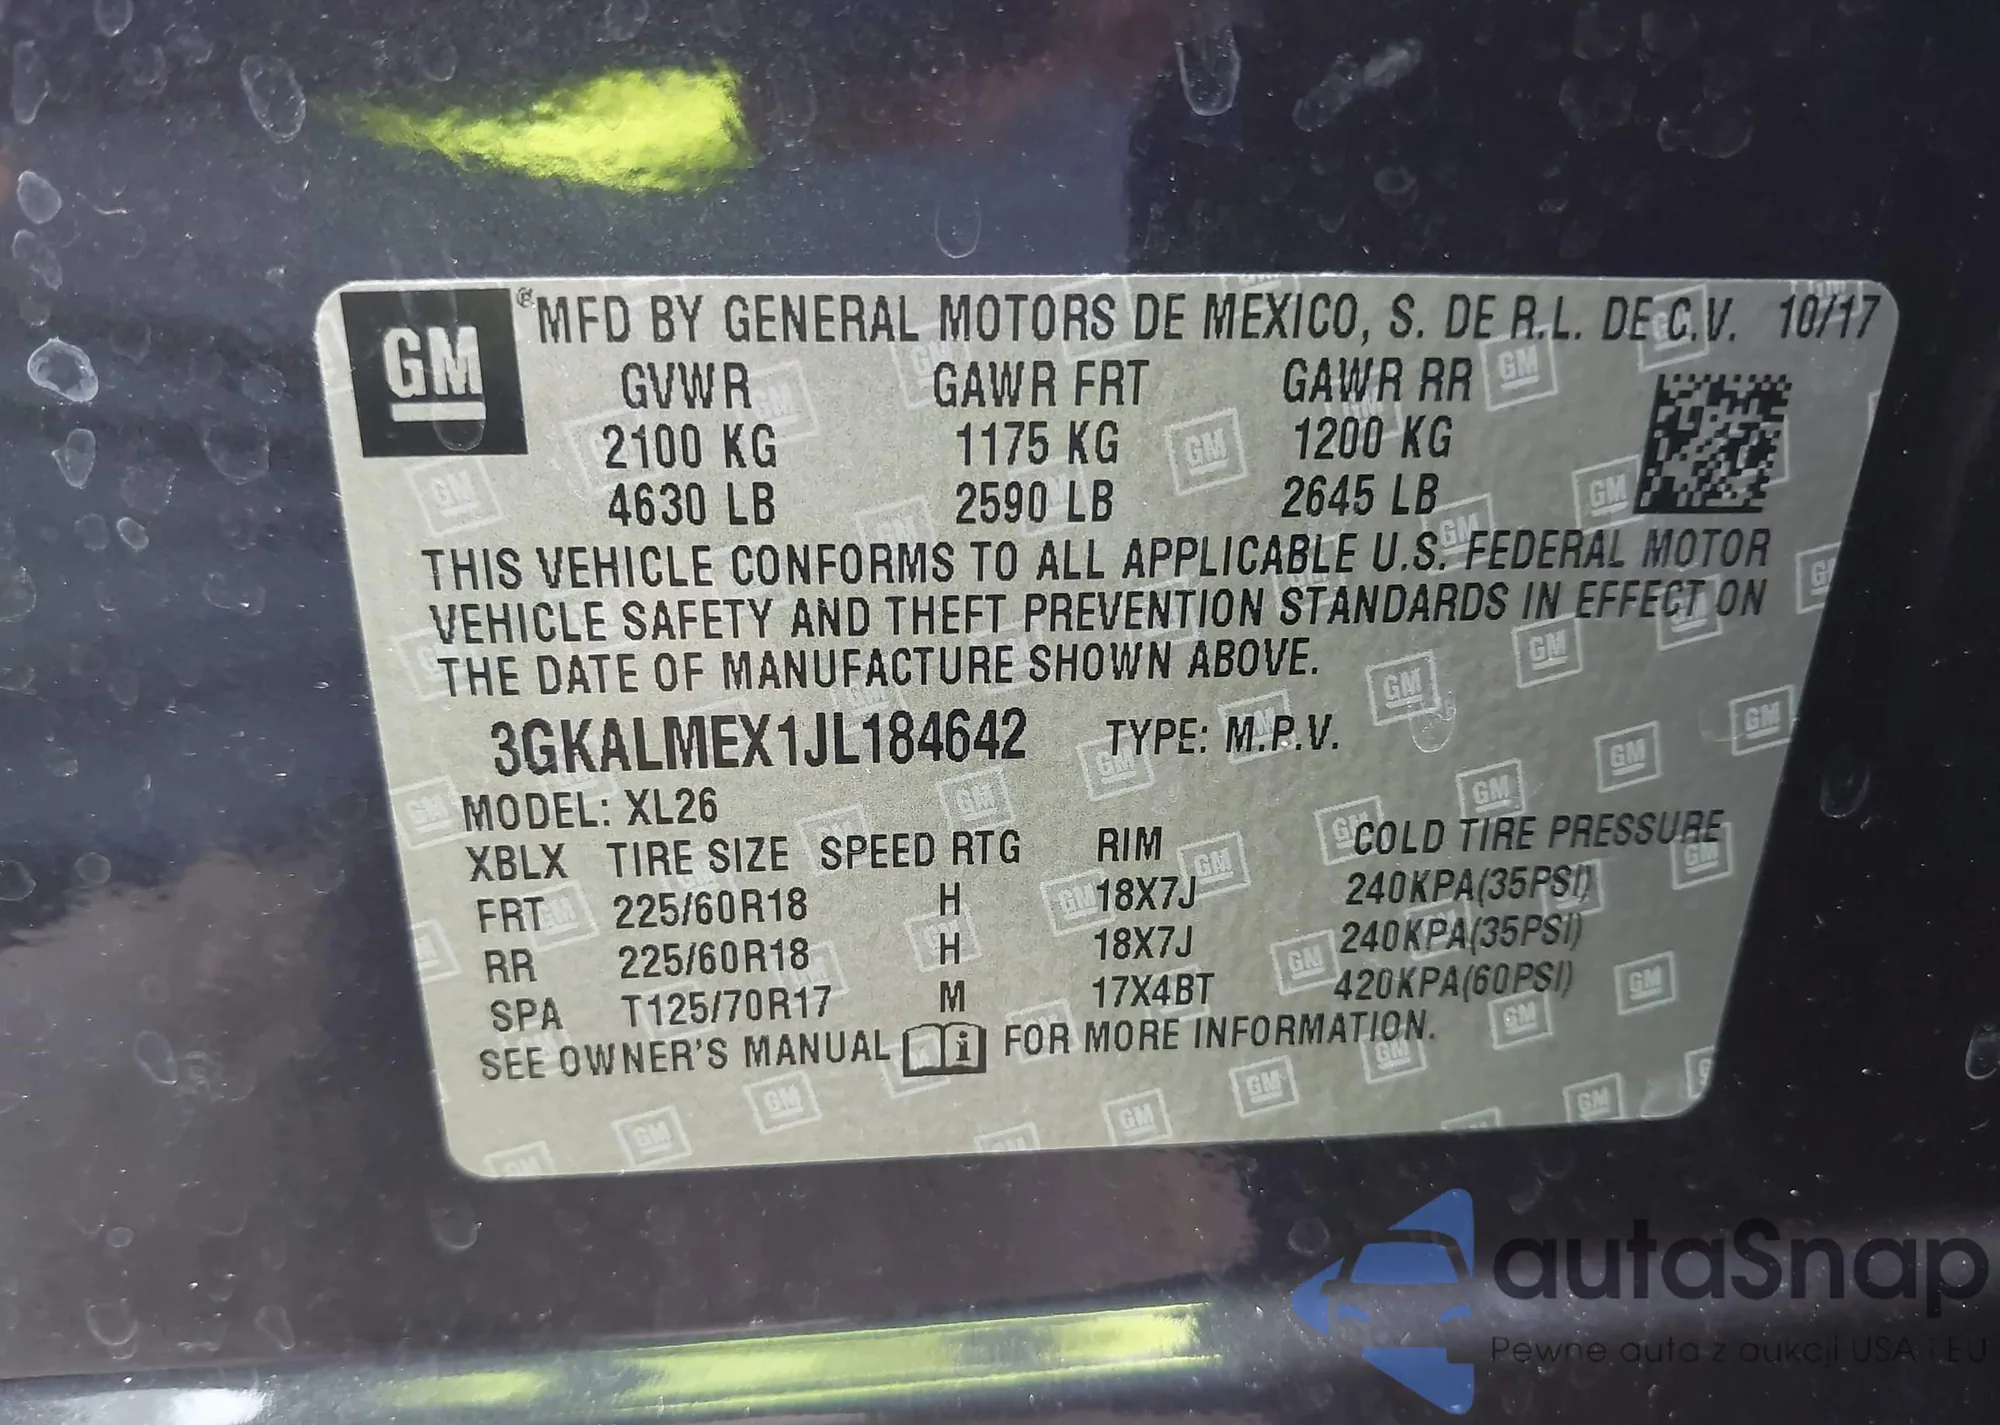 GM ® MFD BY GENERAL MOTORS DE MEXICO, S. DE R.L. DE C.V. 10/17
GVWR GAWR FRT GAWR RR
2100 KG 1175 KG 1200 KG
4630 LB 2590 LB 2645 LB
THIS VEHICLE CONFORMS TO ALL APPLICABLE U.S. FEDERAL MOTOR
VEHICLE SAFETY AND THEFT PREVENTION STANDARDS IN EFFECT ON
THE DATE OF MANUFACTURE SHOWN ABOVE.
3GKALMEX1JL184642 TYPE: M.P.V.
MODEL: XL26
XBLX TIRE SIZE SPEED RTG RIM COLD TIRE PRESSURE
FRT 225/60R18 H 18X7J 240KPA(35PSI)
RR 225/60R18 H 18X7J 240KPA(35PSI)
SPA T125/70R17 M 17X4BT 420KPA(60PSI)
SEE OWNER'S MANUAL i FOR MORE INFORMATION.
autaSnap
Pewne auta z aukcji USA i EU